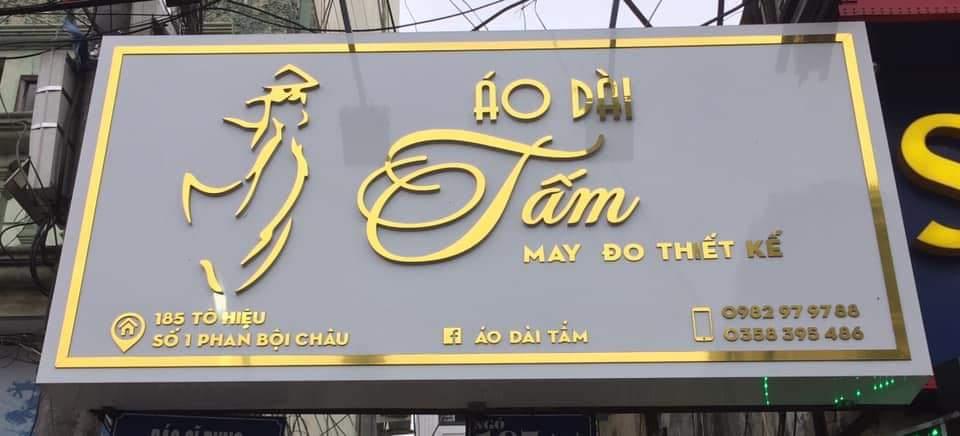 ÁO DÀI
Tấm
MAY ĐO THIẾT KẾ
185 TÔ HIỆU
SỐ 1 PHAN BỘI CHÂU
ÁO DÀI TẤM
0982 97 97 88
0358 395 486
NGÕ